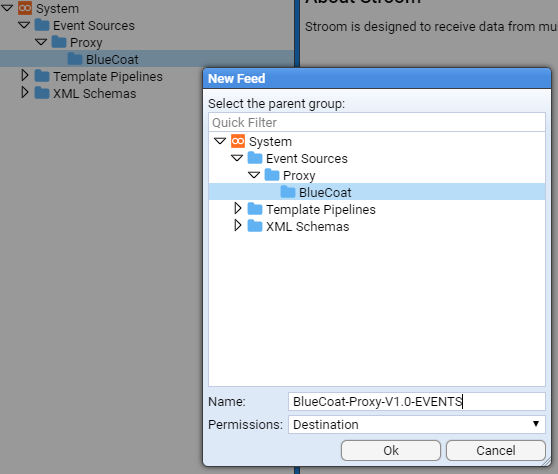 System
Event Sources
Proxy
BlueCoat
Template Pipelines
XML Schemas
About Stroom
Stroom is designed to receive data from mu
New Feed
Select the parent group:
Quick Filter
System
Event Sources
Proxy
BlueCoat
Template Pipelines
XML Schemas
Name: BlueCoat-Proxy-V1.0-EVENTS
Permissions: Destination
Ok Cancel